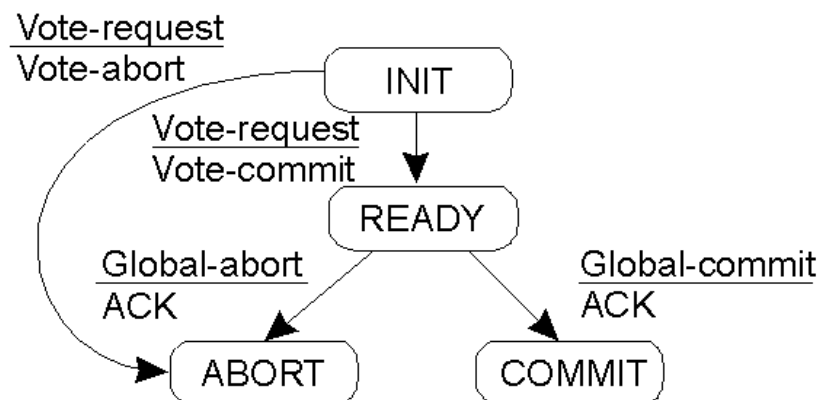 Vote-request
Vote-abort
INIT
Vote-request
Vote-commit
READY
Global-abort
ACK
Global-commit
ACK
ABORT
COMMIT